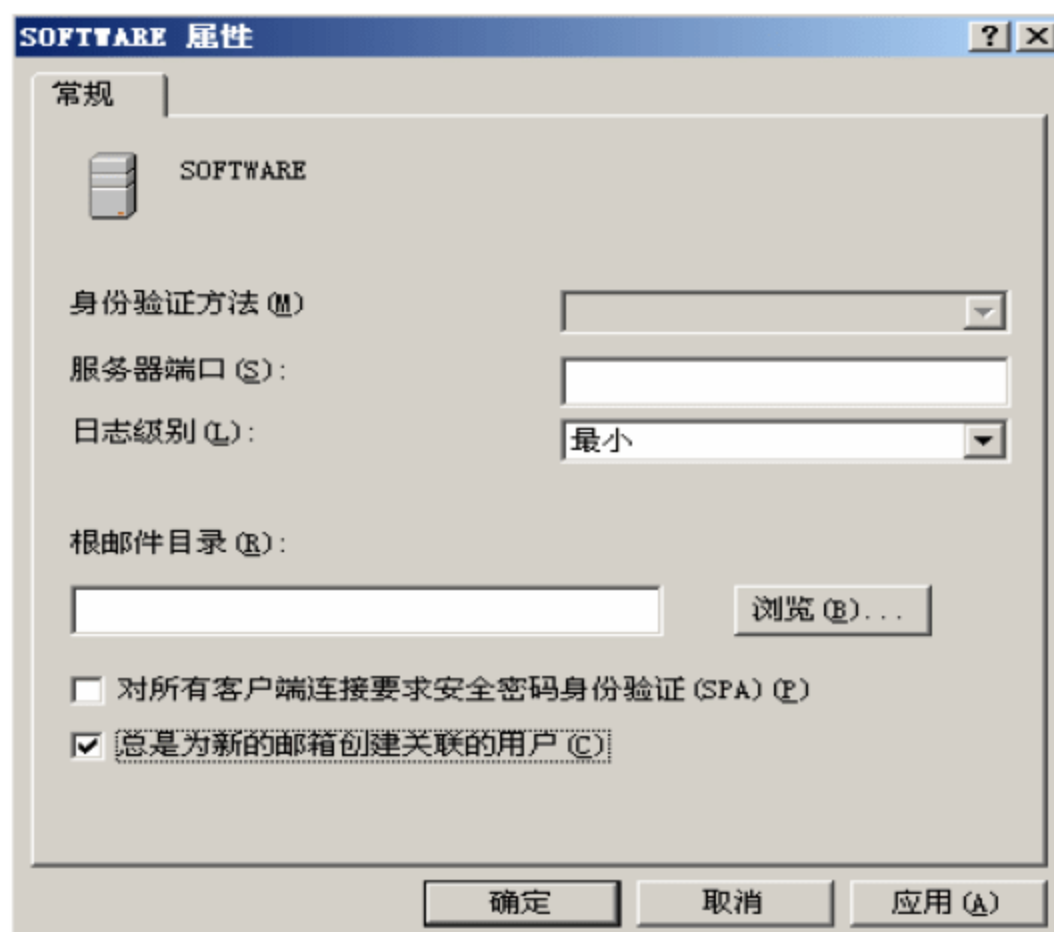 SOFTWARE 属性
常规
SOFTWARE
身份验证方法(M)
服务器端口(S):
日志级别(L):
最小
根邮件目录(R):
浏览(B)...
对所有客户端连接要求安全密码身份验证(SPA)(P)
总是为新的邮箱创建关联的用户(C)
确定
取消
应用(A)